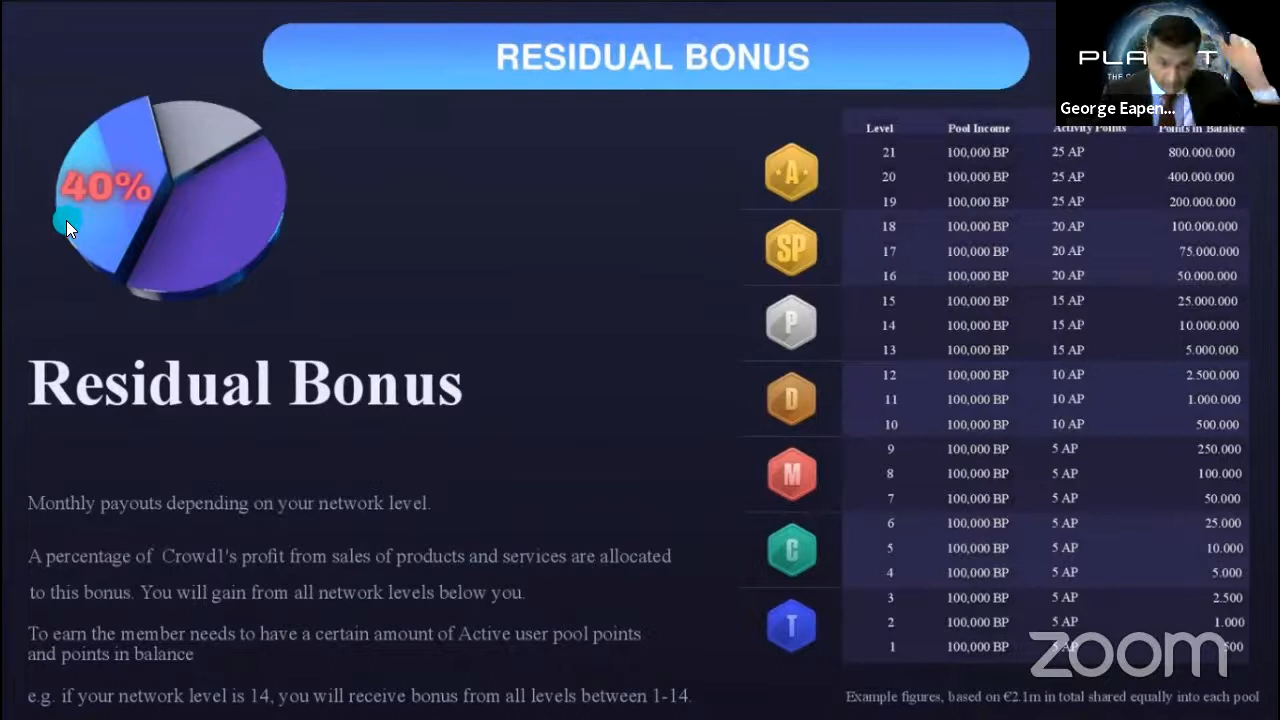 RESIDUAL BONUS
PLA T
George Eapen...
40%
Residual Bonus
Monthly payouts depending on your network level.
A percentage of Crowd1's profit from sales of products and services are allocated
to this bonus. You will gain from all network levels below you.
To earn the member needs to have a certain amount of Active user pool points
and points in balance
e.g. if your network level is 14, you will receive bonus from all levels between 1-14.
Level Pool Income Activity Points Points in Balance
A
21 100,000 BP 25 AP 800.000.000
20 100,000 BP 25 AP 400.000.000
19 100,000 BP 25 AP 200.000.000
SP
18 100,000 BP 20 AP 100.000.000
17 100,000 BP 20 AP 75.000.000
16 100,000 BP 20 AP 50.000.000
P
15 100,000 BP 15 AP 25.000.000
14 100,000 BP 15 AP 10.000.000
13 100,000 BP 15 AP 5.000.000
D
12 100,000 BP 10 AP 2.500.000
11 100,000 BP 10 AP 1.000.000
10 100,000 BP 10 AP 500.000
M
9 100,000 BP 5 AP 250.000
8 100,000 BP 5 AP 100.000
7 100,000 BP 5 AP 50.000
C
6 100,000 BP 5 AP 25.000
5 100,000 BP 5 AP 10.000
4 100,000 BP 5 AP 5.000
T
3 100,000 BP 5 AP 2.500
2 100,000 BP 5 AP 1.000
1 100,000 BP 5 AP 500
zoom
Example figures, based on €2.1m in total shared equally into each pool